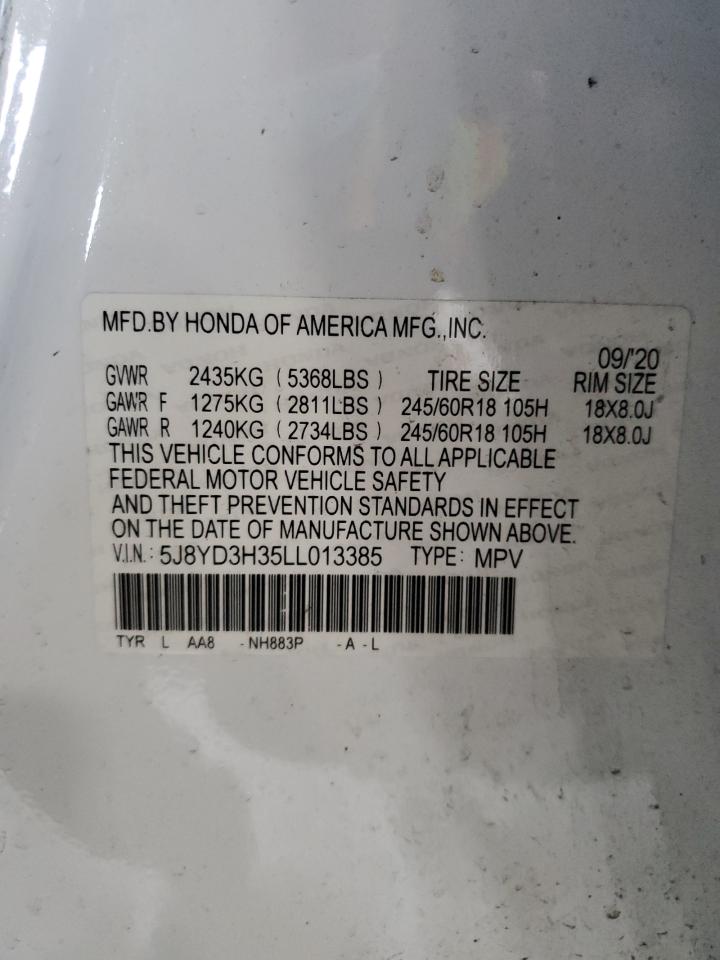 MFD.BY HONDA OF AMERICA MFG.,INC.
09/'20
GVWR 2435KG (5368LBS) TIRE SIZE RIM SIZE
GAWR F 1275KG (2811LBS) 245/60R18 105H 18X8.0J
GAWR R 1240KG (2734LBS) 245/60R18 105H 18X8.0J
THIS VEHICLE CONFORMS TO ALL APPLICABLE
FEDERAL MOTOR VEHICLE SAFETY
AND THEFT PREVENTION STANDARDS IN EFFECT
ON THE DATE OF MANUFACTURE SHOWN ABOVE.
V.I.N.: 5J8YD3H35LL013385 TYPE: MPV
TYR L AA8 -NH883P -A -L